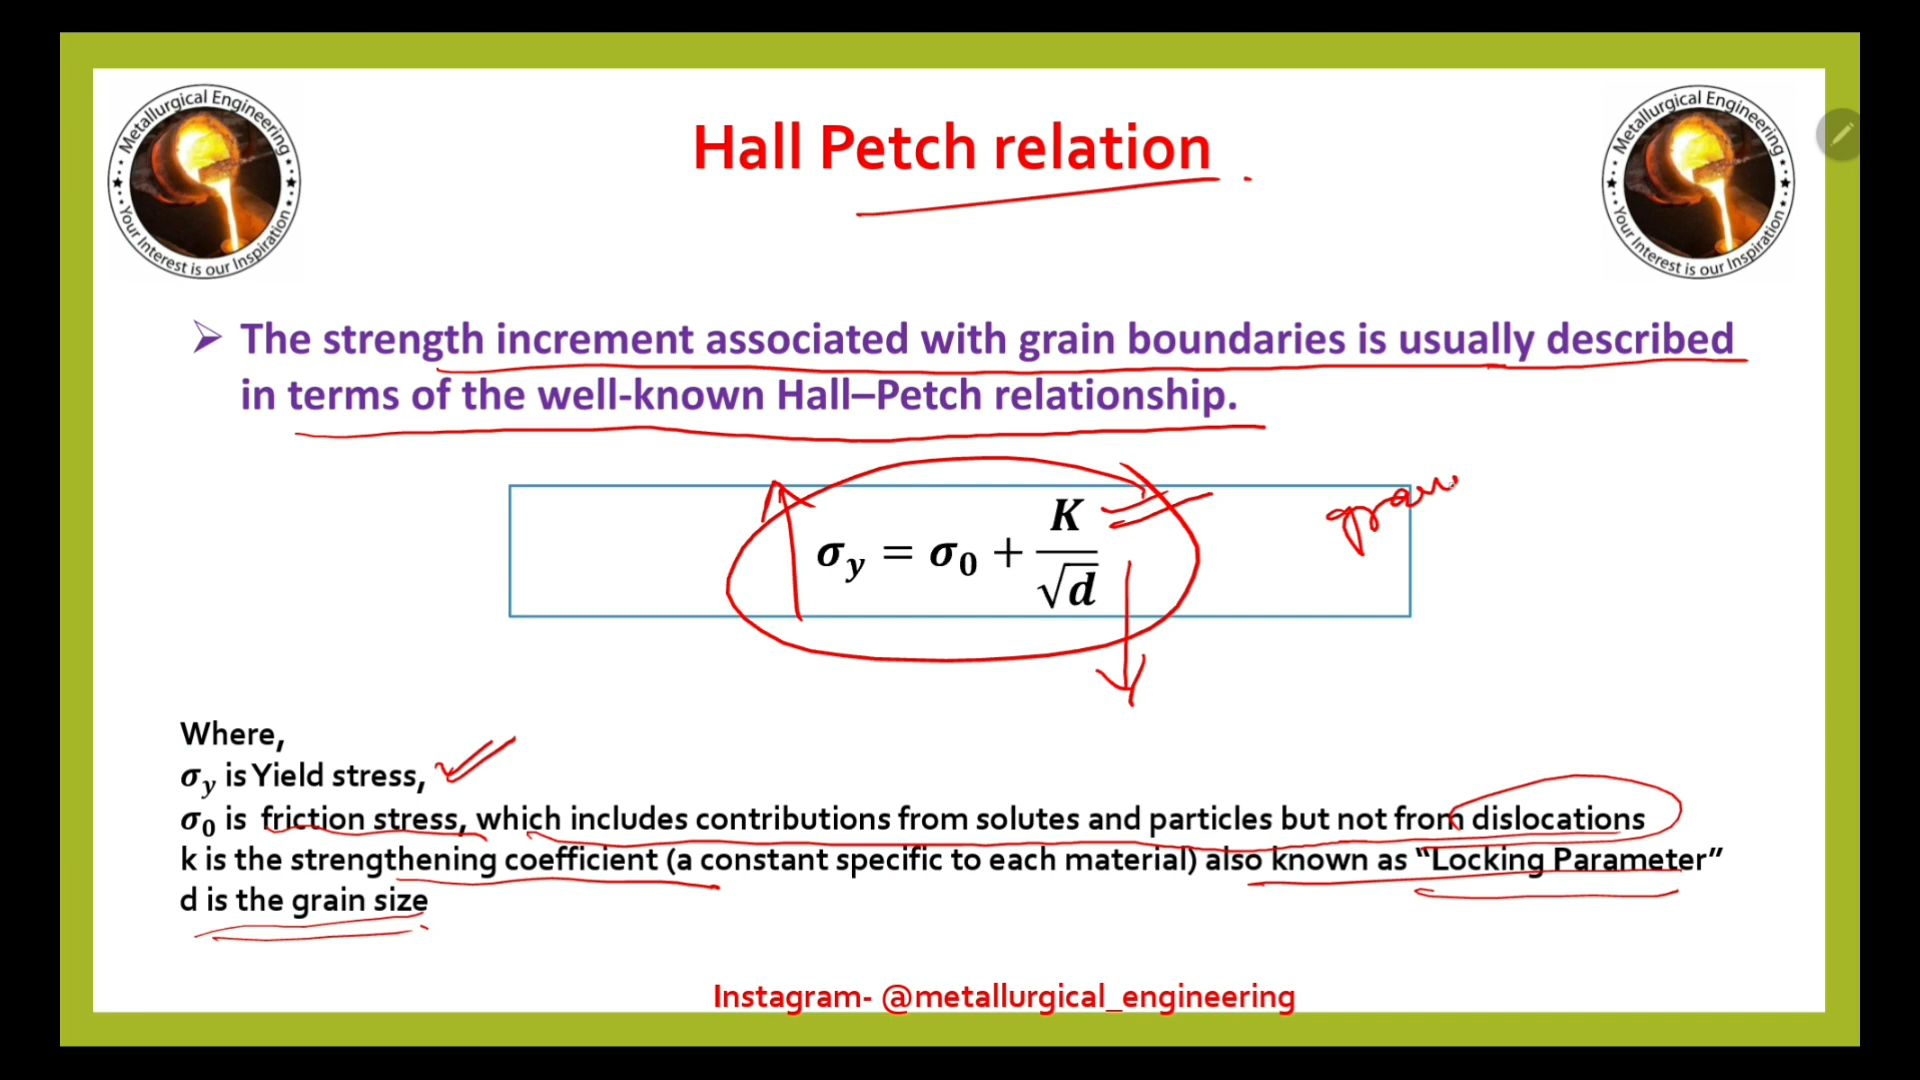 Metallurgical Engineering
Your Interest is our Inspiration
Metallurgical Engineering
Your Interest is our Inspiration
Hall Petch relation
➢ The strength increment associated with grain boundaries is usually described
in terms of the well-known Hall–Petch relationship.
σy = σ0 + K/√d
Where,
σy is Yield stress,
σ0 is friction stress, which includes contributions from solutes and particles but not from dislocations
k is the strengthening coefficient (a constant specific to each material) also known as “Locking Parameter”
d is the grain size
Instagram- @metallurgical_engineering